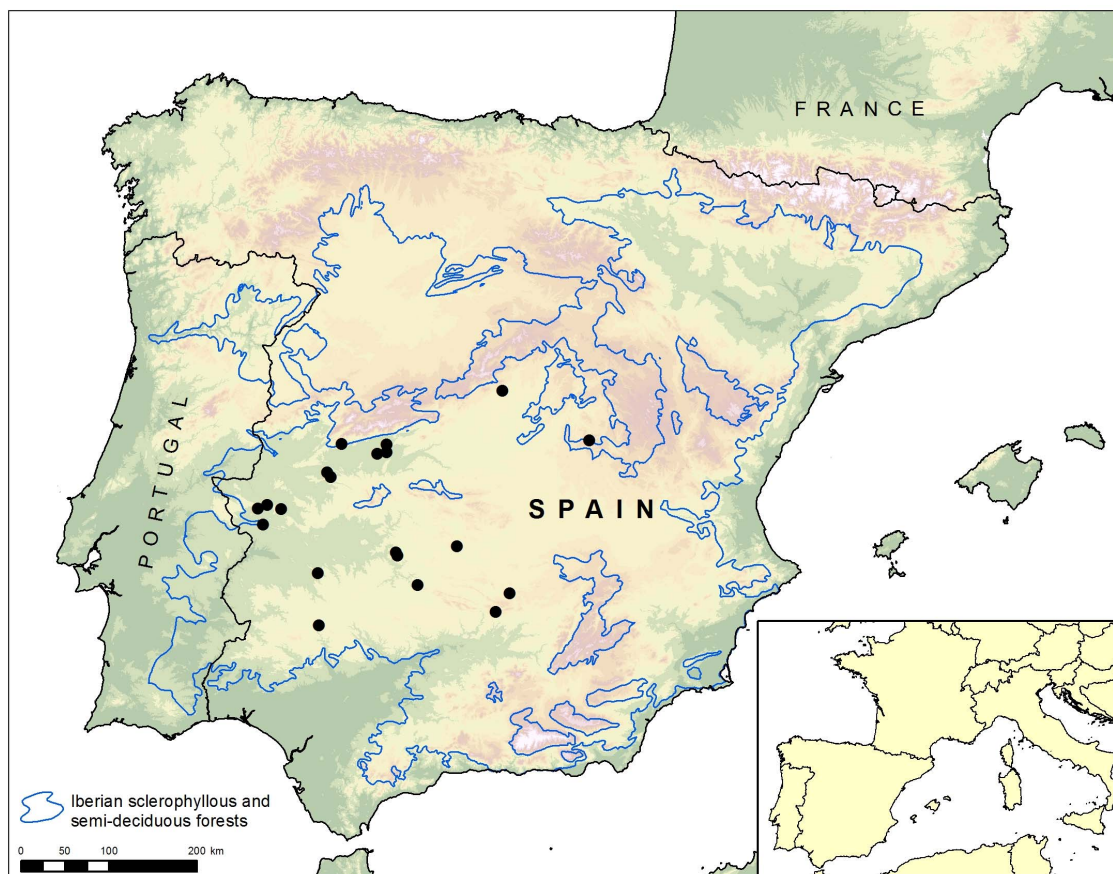 FRANCE
PORTUGAL
SPAIN
Iberian sclerophyllous and
semi-deciduous forests
0 50 100 200 km